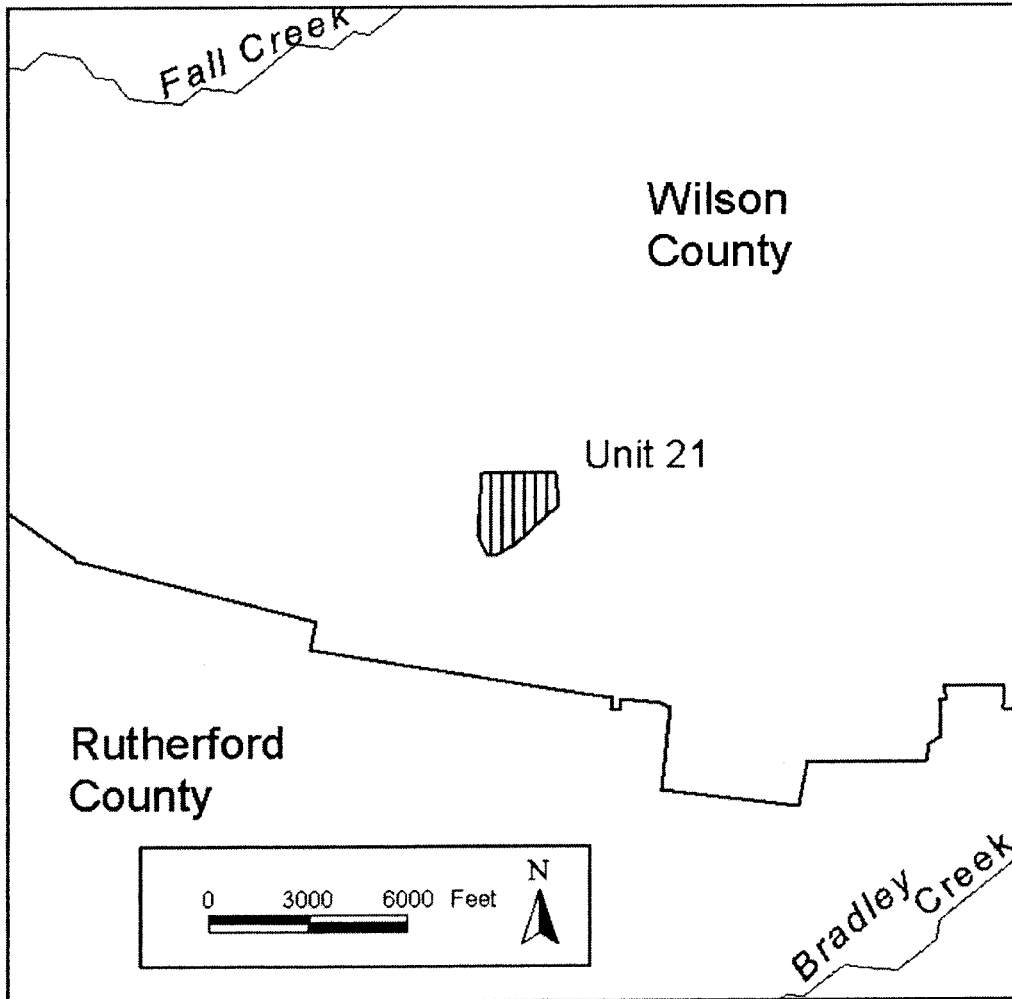 Fall Creek
Wilson
County
Unit 21
Rutherford
County
N
0 3000 6000 Feet
Bradley Creek